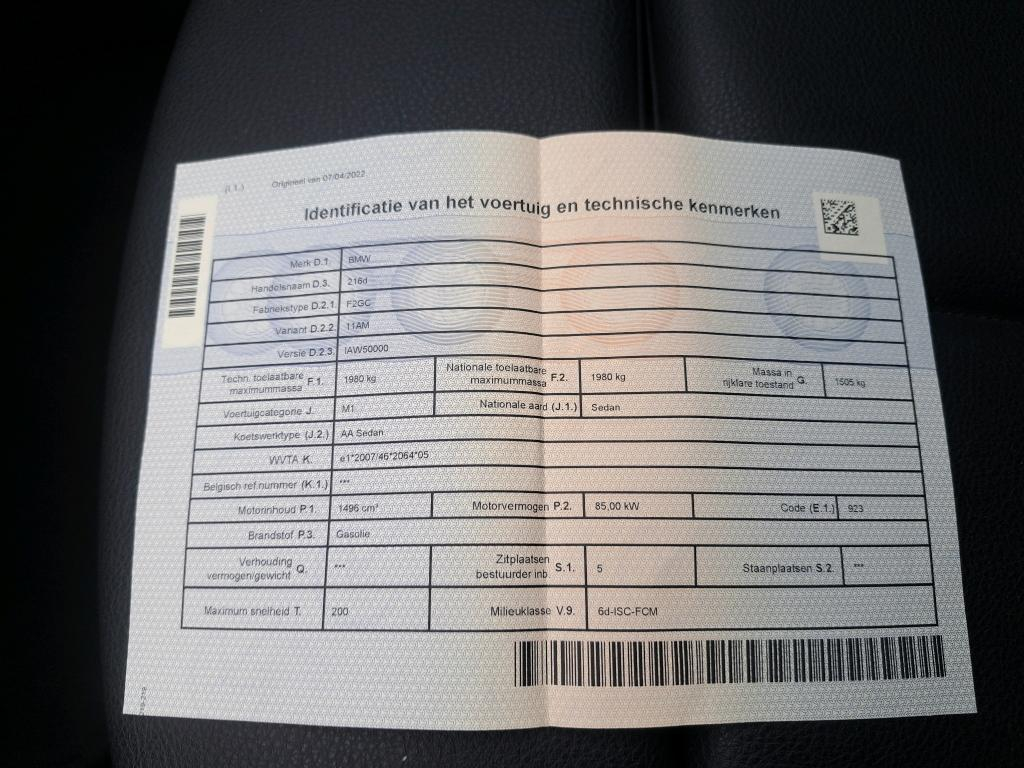 (I.1.) Origineel van 07/04/2022
Identificatie van het voertuig en technische kenmerken
Merk D.1. BMW
Handelsnaam D.3. 216d
Fabriekstype D.2.1. F2GC
Variant D.2.2. 11AM
Versie D.2.3. IAW50000
Techn. toelaatbare maximummassa F.1. 1980 kg Nationale toelaatbare maximummassa F.2. 1980 kg Massa in rijklare toestand G. 1505 kg
Voertuigcategorie J. M1 Nationale aard (J.1.) Sedan
Koetswerktype (J.2.) AA Sedan
WVTA K. e1*2007/46*2064*05
Belgisch ref.nummer (K.1.) ***
Motorinhoud P.1. 1496 cm³ Motorvermogen P.2. 85,00 kW Code (E.1.) 923
Brandstof P.3. Gasolie
Verhouding vermogen/gewicht Q. *** Zitplaatsen bestuurder inb. S.1. 5 Staanplaatsen S.2. ***
Maximum snelheid T. 200 Milieuklasse V.9. 6d-ISC-FCM